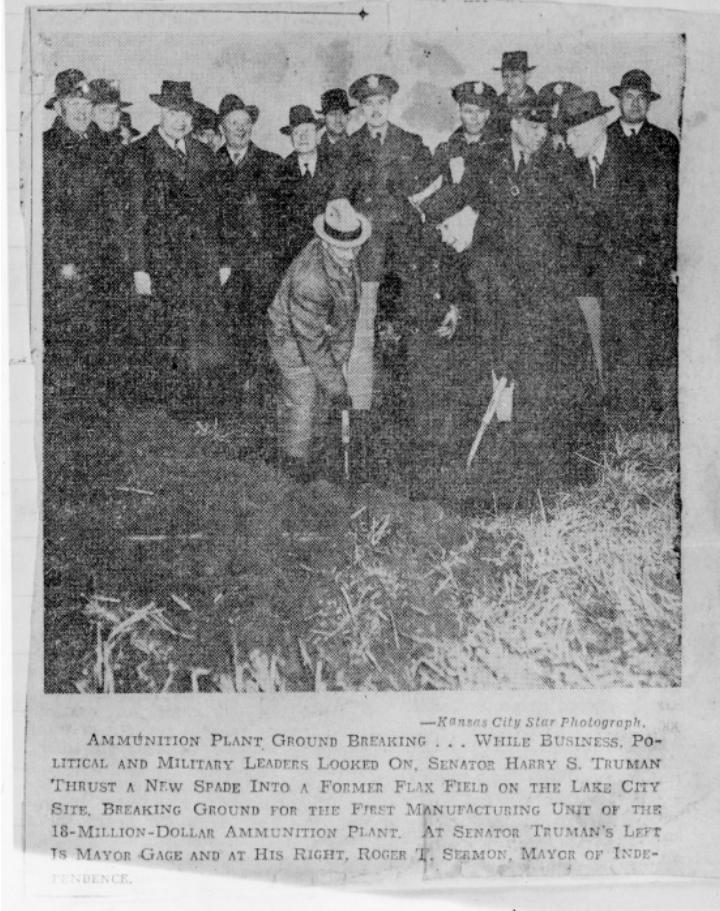 —Kansas City Star Photograph.
AMMUNITION PLANT GROUND BREAKING . . . WHILE BUSINESS, PO-
LITICAL AND MILITARY LEADERS LOOKED ON, SENATOR HARRY S. TRUMAN
THRUST A NEW SPADE INTO A FORMER FLAX FIELD ON THE LAKE CITY
SITE, BREAKING GROUND FOR THE FIRST MANUFACTURING UNIT OF THE
18-MILLION-DOLLAR AMMUNITION PLANT. AT SENATOR TRUMAN'S LEFT
IS MAYOR GAGE AND AT HIS RIGHT, ROGER T. SERMON, MAYOR OF INDE-
PENDENCE.